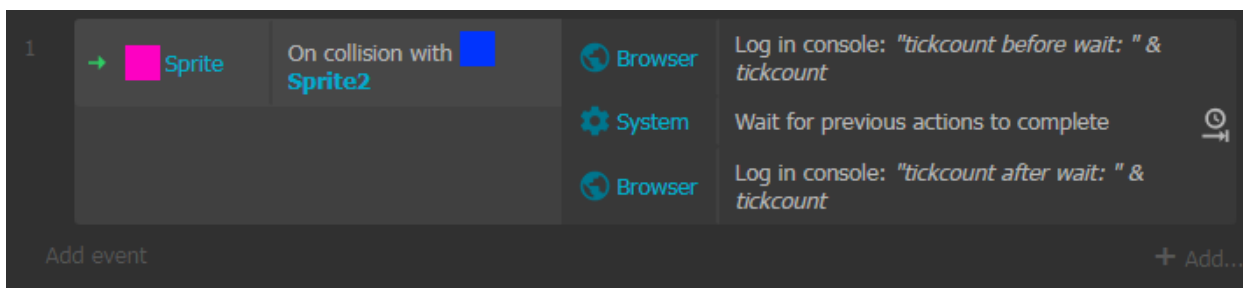 1
Sprite
On collision with
Sprite2
Browser
Log in console: "tickcount before wait: " &
tickcount
System
Wait for previous actions to complete
Browser
Log in console: "tickcount after wait: " &
tickcount
Add event
+ Add...